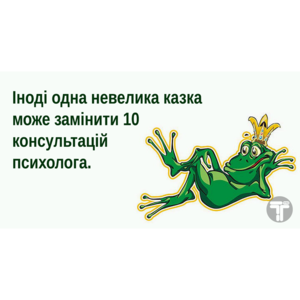 Іноді одна невелика казка
може замінити 10
консультацій
психолога.